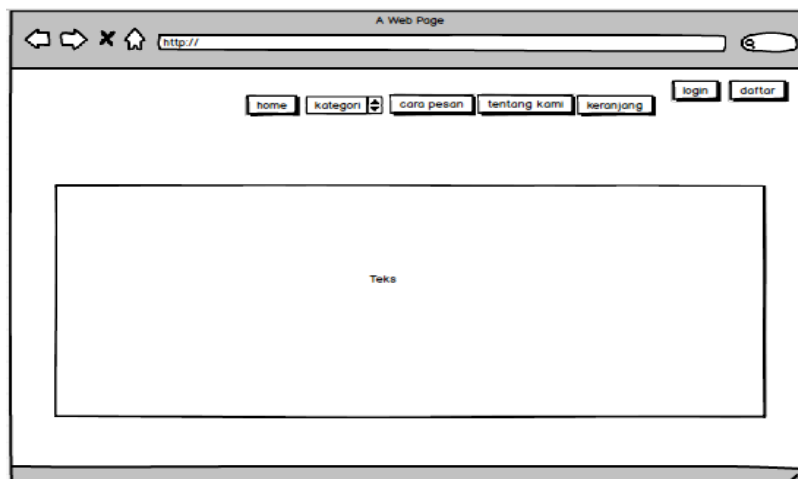 A Web Page
http://
login daftar
home kategori cara pesan tentang kami keranjang
Teks